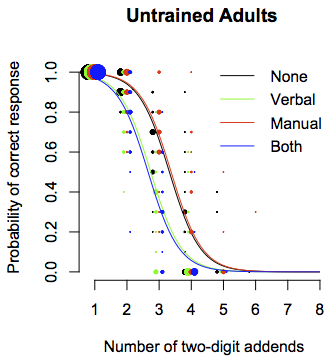 Untrained Adults
Probability of correct response
1.0
0.8
0.6
0.4
0.2
0.0
None
Verbal
Manual
Both
1 2 3 4 5 6 7 8
Number of two-digit addends